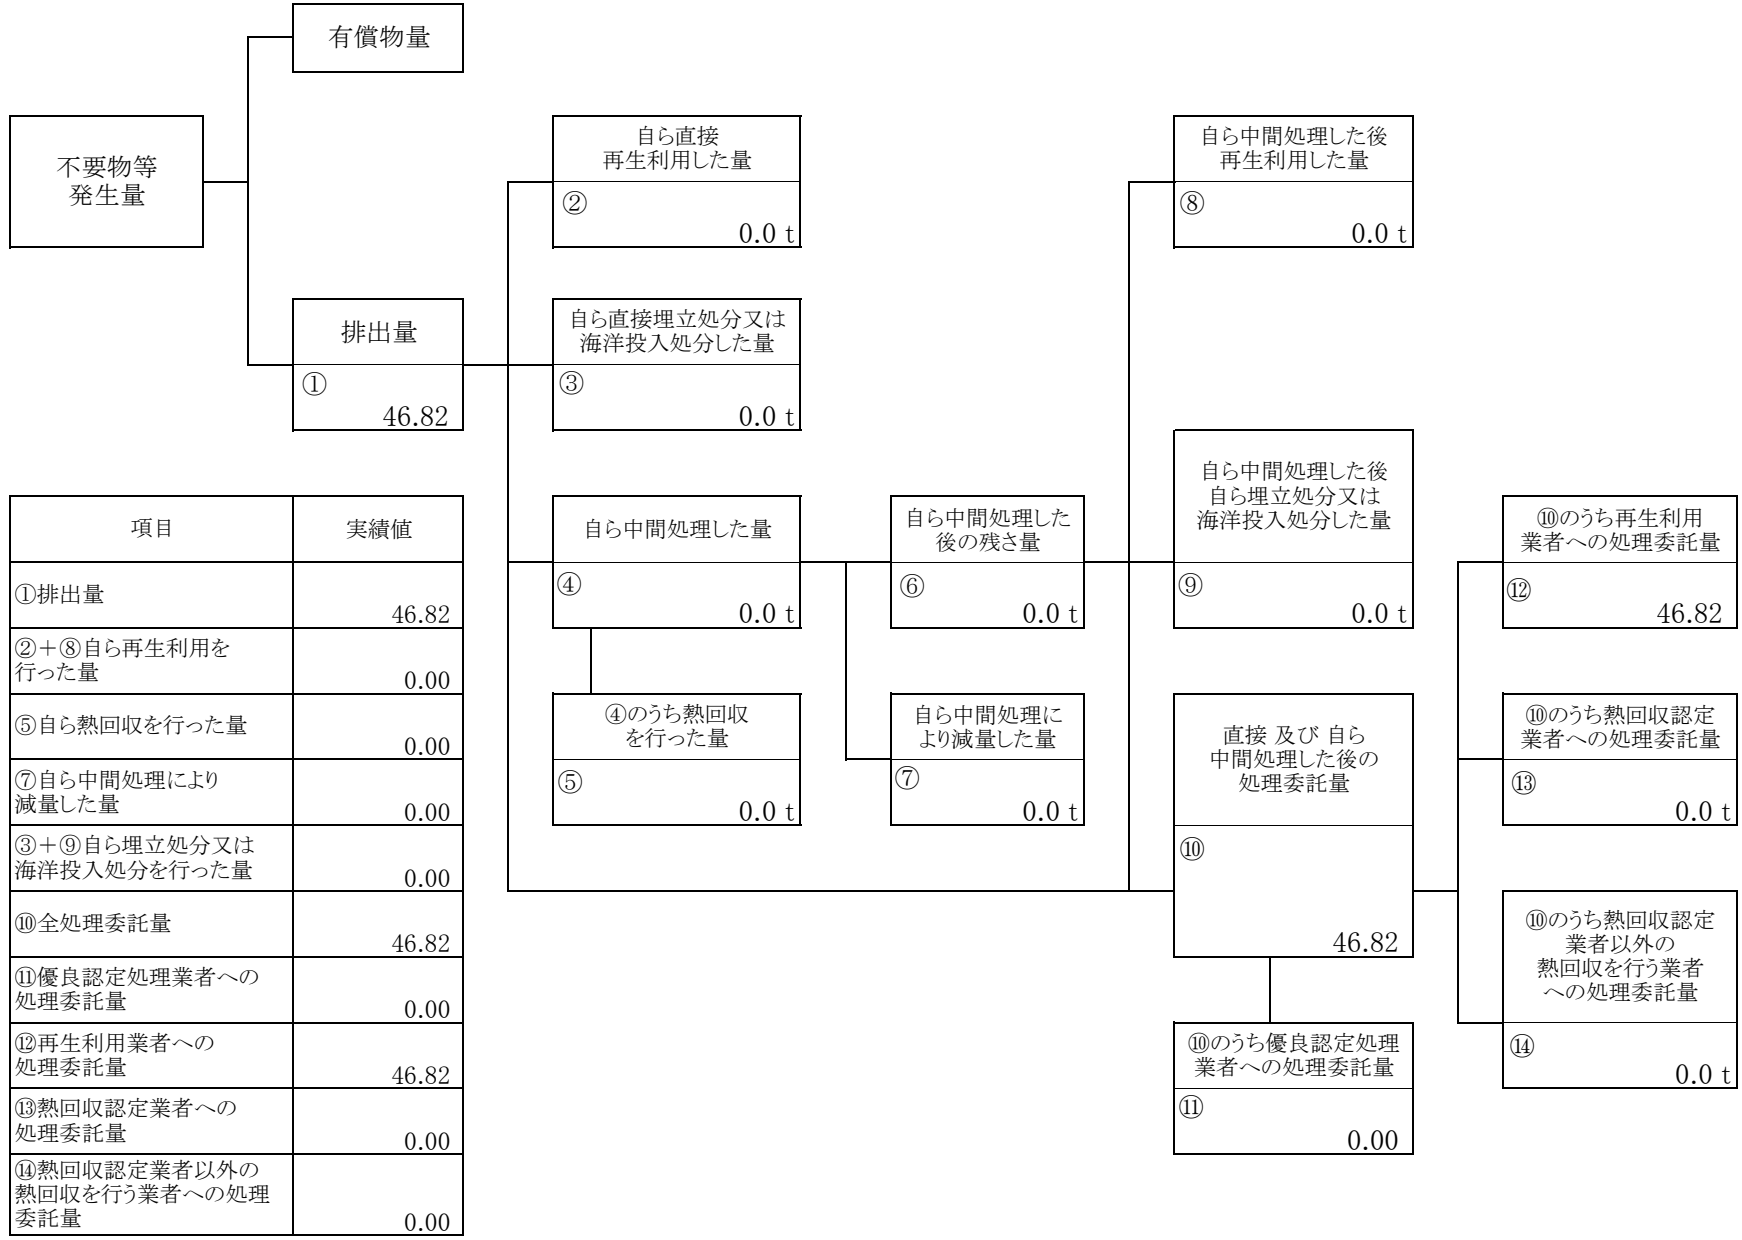 有償物量
不要物等
発生量
自ら直接
再生利用した量
②
0.0 t
自ら中間処理した後
再生利用した量
⑧
0.0 t
排出量
①
46.82
自ら直接埋立処分又は
海洋投入処分した量
③
0.0 t
自ら中間処理した量
④
0.0 t
自ら中間処理した
後の残さ量
⑥
0.0 t
自ら中間処理した後
自ら埋立処分又は
海洋投入処分した量
⑨
0.0 t
⑩のうち再生利用
業者への処理委託量
⑫
46.82
④のうち熱回収
を行った量
⑤
0.0 t
自ら中間処理に
より減量した量
⑦
0.0 t
直接 及び 自ら
中間処理した後の
処理委託量
⑩
46.82
⑩のうち熱回収認定
業者への処理委託量
⑬
0.0 t
⑩のうち熱回収認定
業者以外の
熱回収を行う業者
への処理委託量
⑭
0.0 t
⑩のうち優良認定処理
業者への処理委託量
⑪
0.00
項目 実績値
①排出量
46.82
②＋⑧自ら再生利用を
行った量
0.00
⑤自ら熱回収を行った量
0.00
⑦自ら中間処理により
減量した量
0.00
③＋⑨自ら埋立処分又は
海洋投入処分を行った量
0.00
⑩全処理委託量
46.82
⑪優良認定処理業者への
処理委託量
0.00
⑫再生利用業者への
処理委託量
46.82
⑬熱回収認定業者への
処理委託量
0.00
⑭熱回収認定業者以外の
熱回収を行う業者への処理
委託量
0.00